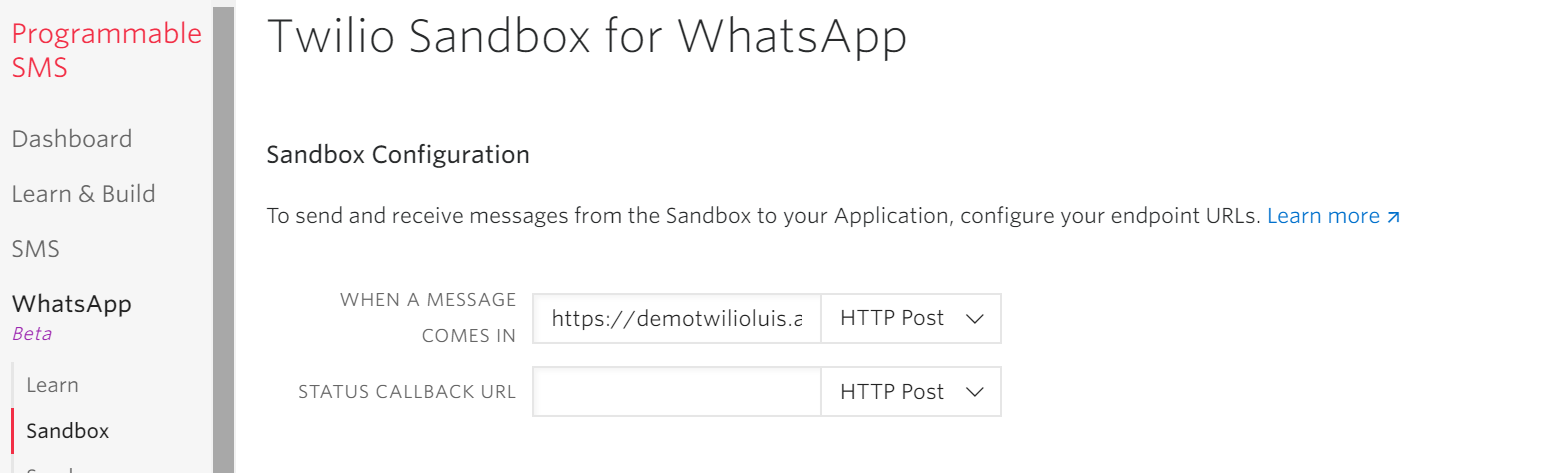 Programmable
SMS
Dashboard
Learn & Build
SMS
WhatsApp
Beta
Learn
Sandbox
Twilio Sandbox for WhatsApp
Sandbox Configuration
To send and receive messages from the Sandbox to your Application, configure your endpoint URLs. Learn more
WHEN A MESSAGE
COMES IN
https://demotwilioluis.a
HTTP Post
STATUS CALLBACK URL
HTTP Post